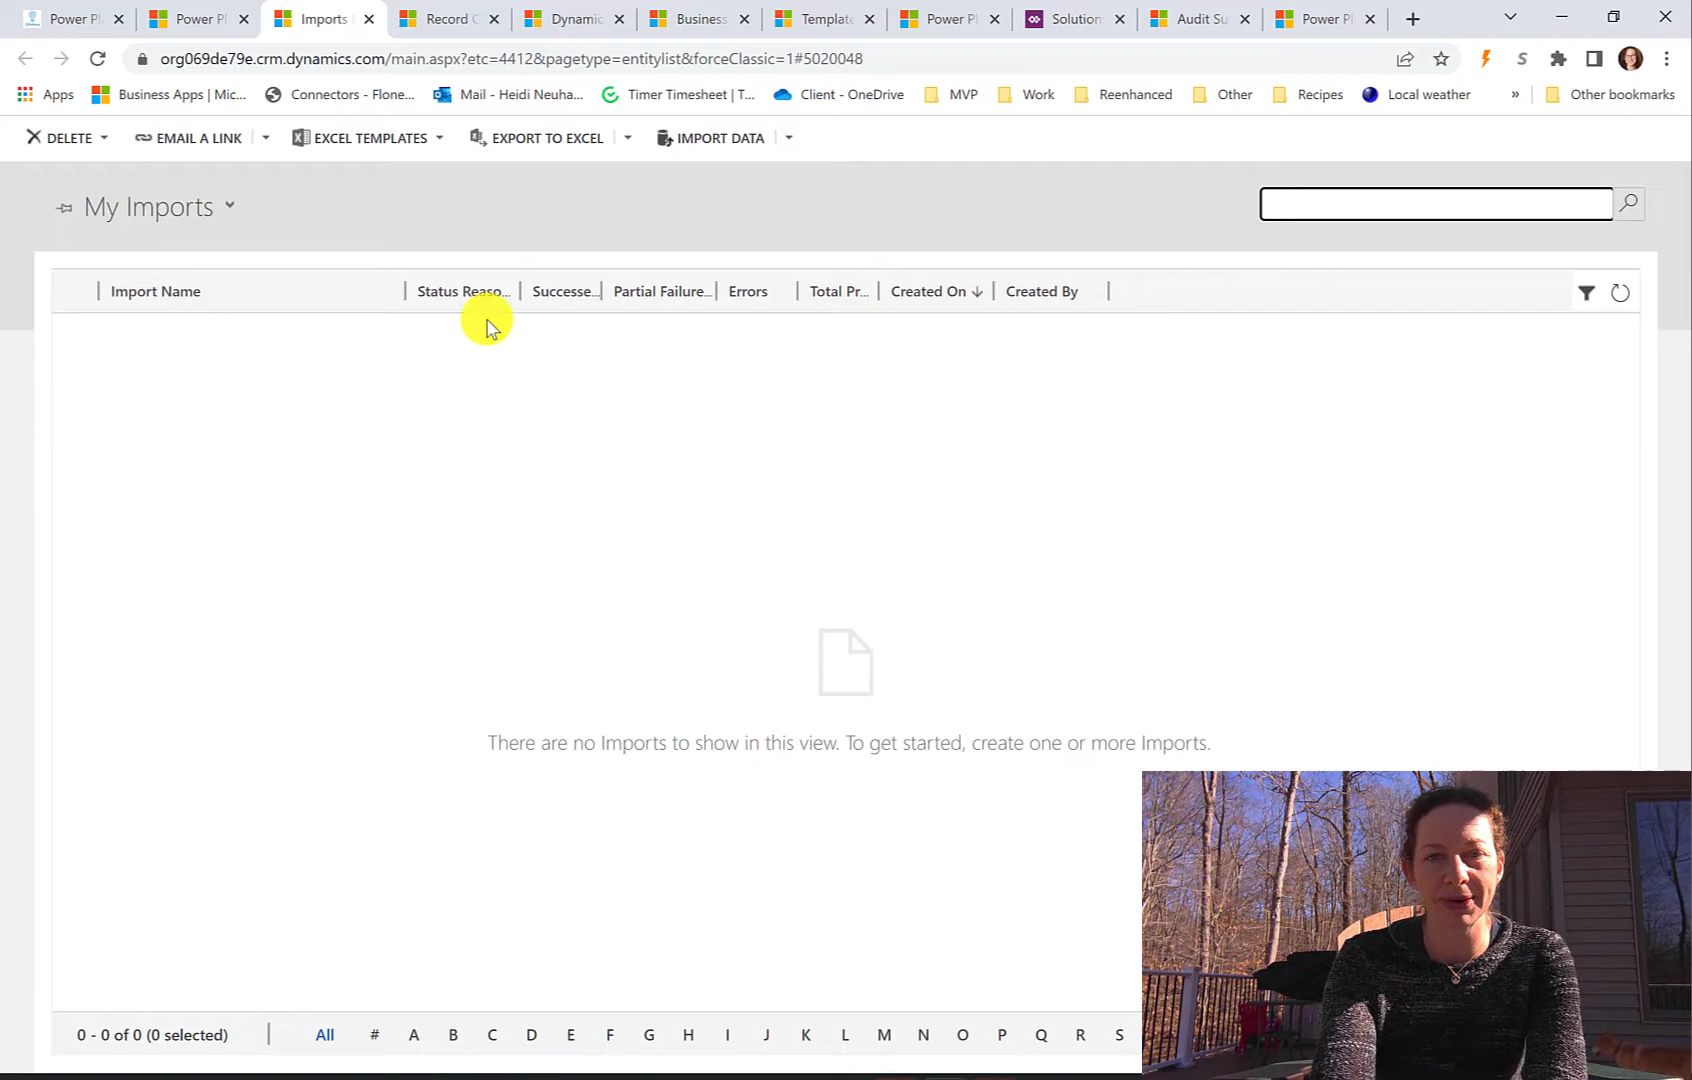 Power Pl
Power Pl
Imports
Record C
Dynamic
Business
Template
Power Pl
Solution
Audit Su
Power Pl
org069de79e.crm.dynamics.com/main.aspx?etc=4412&pagetype=entitylist&forceClassic=1#5020048
Apps
Business Apps | Mic...
Connectors - Flone...
Mail - Heidi Neuha...
Timer Timesheet | T...
Client - OneDrive
MVP
Work
Reenhanced
Other
Recipes
Local weather
»
Other bookmarks
DELETE
EMAIL A LINK
EXCEL TEMPLATES
EXPORT TO EXCEL
IMPORT DATA
My Imports
Import Name
Status Reaso...
Successe...
Partial Failure...
Errors
Total Pr...
Created On
Created By
There are no Imports to show in this view. To get started, create one or more Imports.
0 - 0 of 0 (0 selected)
All # A B C D E F G H I J K L M N O P Q R S